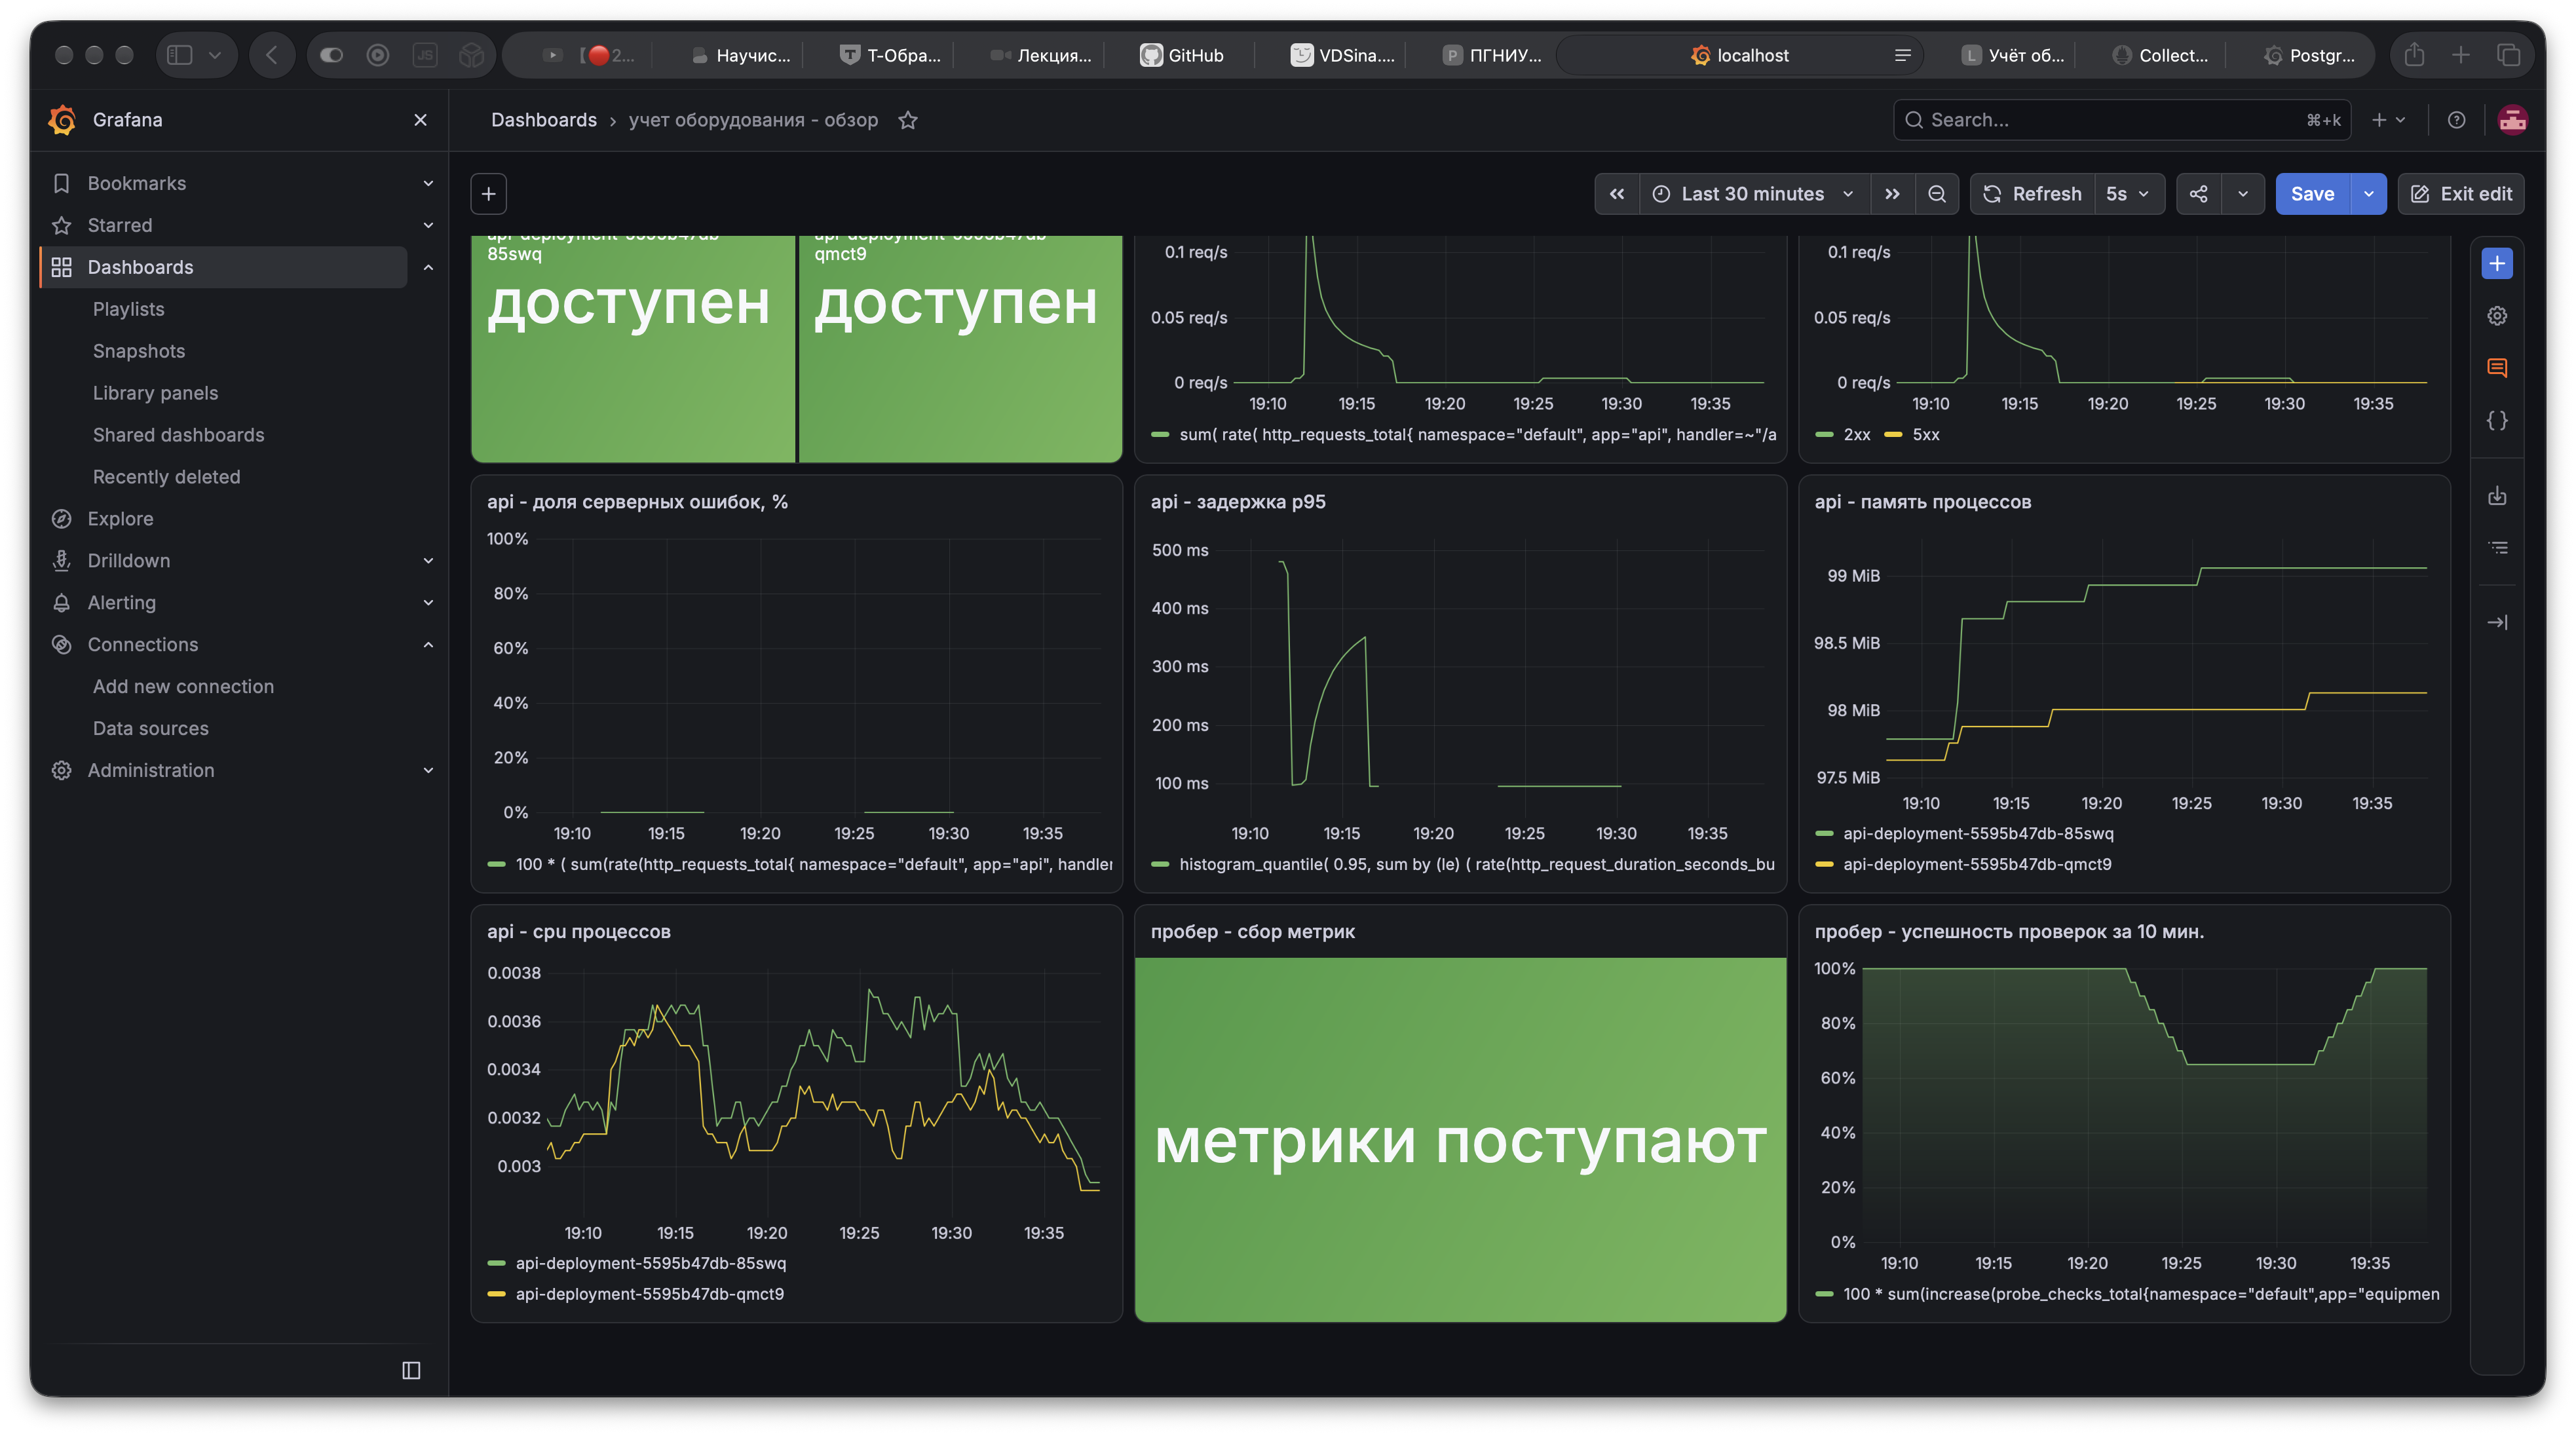 【🔴2...
Научис...
Т-Обра...
Лекция...
GitHub
VDSina....
ПГНИУ...
localhost
Учёт об...
Collect...
Postgr...
Grafana
Dashboards › учет оборудования - обзор
Search...
⌘+k
Bookmarks
Starred
Dashboards
Playlists
Snapshots
Library panels
Shared dashboards
Recently deleted
Explore
Drilldown
Alerting
Connections
Add new connection
Data sources
Administration
Last 30 minutes
Refresh
5s
Save
Exit edit
api-deployment-5595b47db-
85swq
доступен
api-deployment-5595b47db-
qmct9
доступен
0.1 req/s
0.05 req/s
0 req/s
19:10 19:15 19:20 19:25 19:30 19:35
sum( rate( http_requests_total{ namespace="default", app="api", handler=~"/a
0.1 req/s
0.05 req/s
0 req/s
19:10 19:15 19:20 19:25 19:30 19:35
2xx 5xx
api - доля серверных ошибок, %
100%
80%
60%
40%
20%
0%
19:10 19:15 19:20 19:25 19:30 19:35
100 * ( sum(rate(http_requests_total{ namespace="default", app="api", handler
api - задержка p95
500 ms
400 ms
300 ms
200 ms
100 ms
19:10 19:15 19:20 19:25 19:30 19:35
histogram_quantile( 0.95, sum by (le) ( rate(http_request_duration_seconds_bu
api - память процессов
99 MiB
98.5 MiB
98 MiB
97.5 MiB
19:10 19:15 19:20 19:25 19:30 19:35
api-deployment-5595b47db-85swq
api-deployment-5595b47db-qmct9
api - cpu процессов
0.0038
0.0036
0.0034
0.0032
0.003
19:10 19:15 19:20 19:25 19:30 19:35
api-deployment-5595b47db-85swq
api-deployment-5595b47db-qmct9
пробер - сбор метрик
метрики поступают
пробер - успешность проверок за 10 мин.
100%
80%
60%
40%
20%
0%
19:10 19:15 19:20 19:25 19:30 19:35
100 * sum(increase(probe_checks_total{namespace="default",app="equipmen